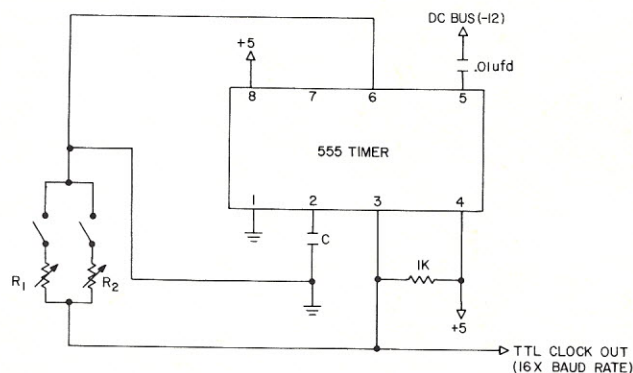 DC BUS(-12)
+5
.01ufd
8 7 6 5
555 TIMER
1 2 3 4
C
1K
R1 R2
+5
TTL CLOCK OUT
(16X BAUD RATE)